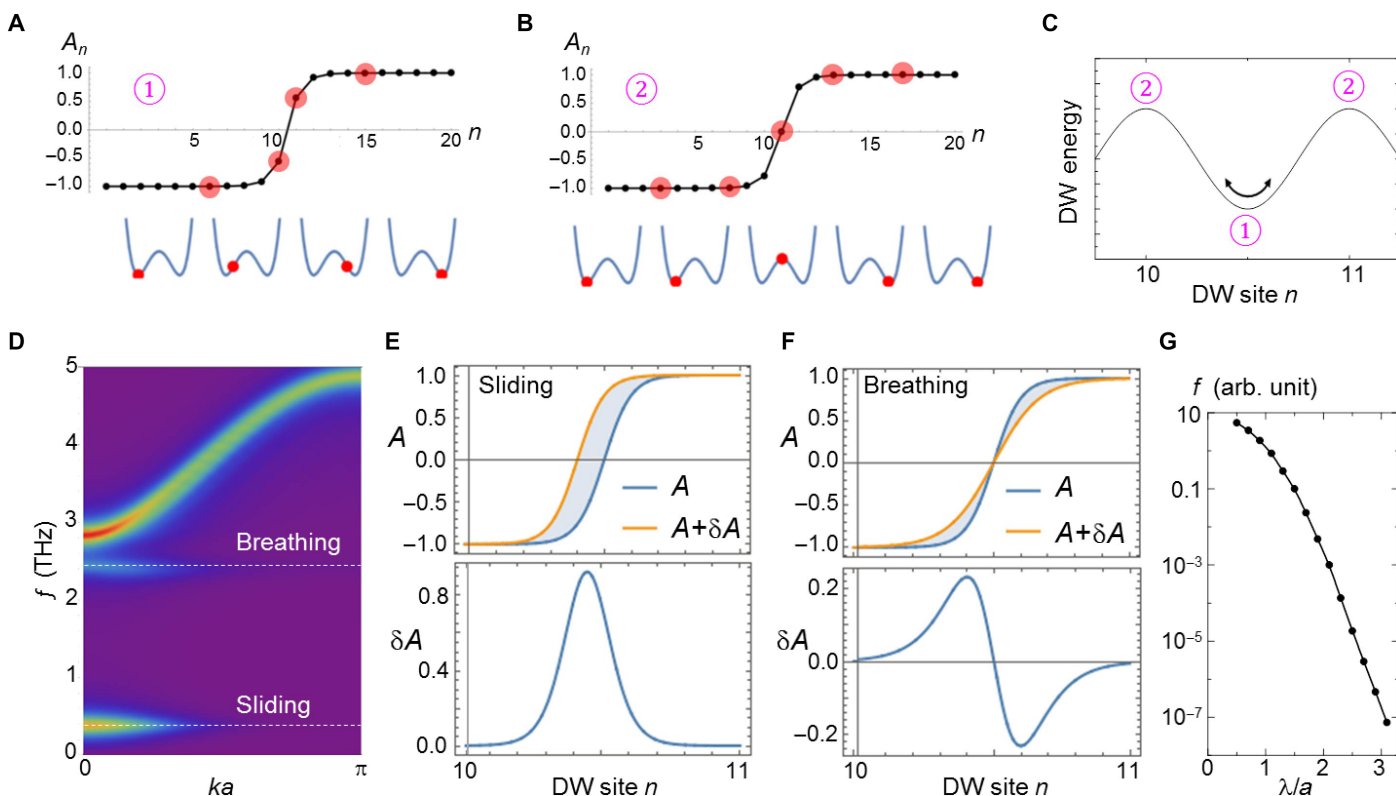 A
A_n
1.0
0.5
0.0
−0.5
−1.0
①
5
10
15
20
n
B
A_n
1.0
0.5
0.0
−0.5
−1.0
②
5
10
15
20
n
C
DW energy
②
②
①
10
11
DW site n
D
f (THz)
5
4
3
2
1
0
Breathing
Sliding
0
π
ka
E
Sliding
A
1.0
0.5
0.0
−0.5
−1.0
A
A+δA
δA
0.8
0.4
0.0
10
11
DW site n
F
Breathing
A
1.0
0.5
0.0
−0.5
−1.0
A
A+δA
δA
0.2
0.0
−0.2
10
11
DW site n
G
f (arb. unit)
10
0.1
10⁻³
10⁻⁵
10⁻⁷
0
1
2
3
λ/a